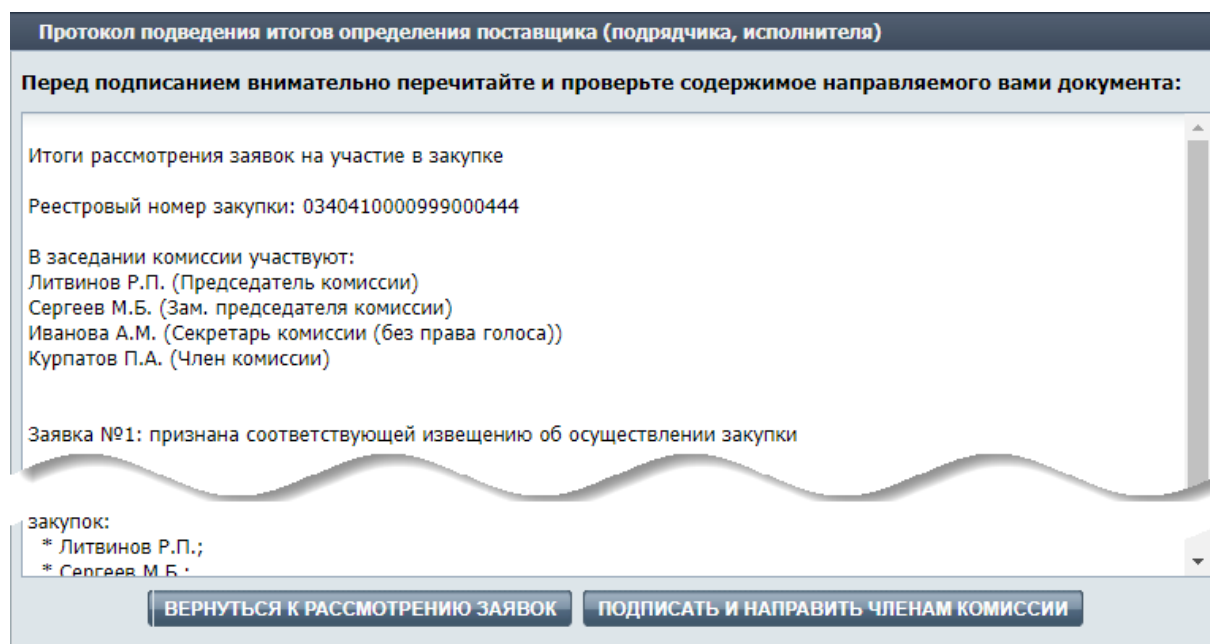 Протокол подведения итогов определения поставщика (подрядчика, исполнителя)
Перед подписанием внимательно перечитайте и проверьте содержимое направляемого вами документа:
Итоги рассмотрения заявок на участие в закупке
Реестровый номер закупки: 0340410000999000444
В заседании комиссии участвуют:
Литвинов Р.П. (Председатель комиссии)
Сергеев М.Б. (Зам. председателя комиссии)
Иванова А.М. (Секретарь комиссии (без права голоса))
Курпатов П.А. (Член комиссии)
Заявка №1: признана соответствующей извещению об осуществлении закупки
закупок:
* Литвинов Р.П.;
* Сергеев М.Б.;
ВЕРНУТЬСЯ К РАССМОТРЕНИЮ ЗАЯВОК ПОДПИСАТЬ И НАПРАВИТЬ ЧЛЕНАМ КОМИССИИ